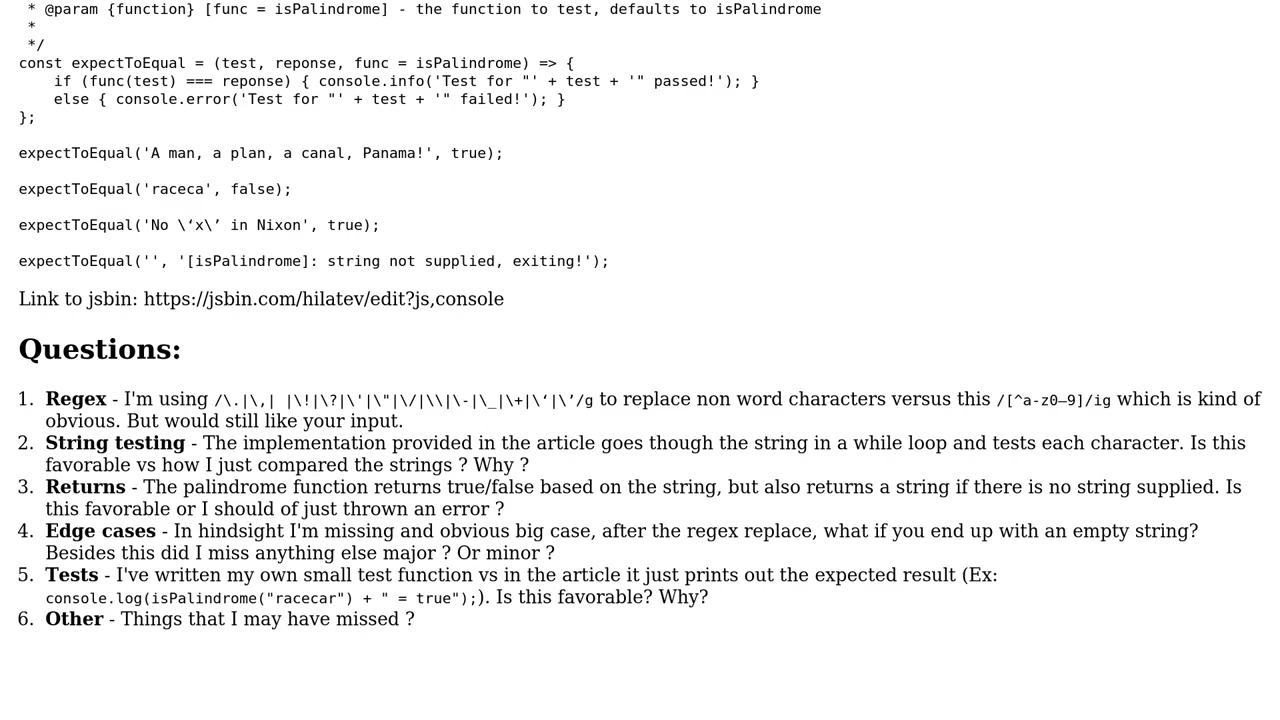 * @param {function} [func = isPalindrome] - the function to test, defaults to isPalindrome
 *
 */
const expectToEqual = (test, reponse, func = isPalindrome) => {
    if (func(test) === reponse) { console.info('Test for "' + test + '" passed!'); }
    else { console.error('Test for "' + test + '" failed!'); }
};

expectToEqual('A man, a plan, a canal, Panama!', true);

expectToEqual('raceca', false);

expectToEqual('No \‘x\’ in Nixon', true);

expectToEqual('', '[isPalindrome]: string not supplied, exiting!');

Link to jsbin: https://jsbin.com/hilatev/edit?js,console

Questions:

1. Regex - I'm using /\.|\,| |\!|\?|\'|\"|\/|\\|\-|\_|\+|\‘|\’/g to replace non word characters versus this /[^a-z0–9]/ig which is kind of
obvious. But would still like your input.
2. String testing - The implementation provided in the article goes though the string in a while loop and tests each character. Is this
favorable vs how I just compared the strings ? Why ?
3. Returns - The palindrome function returns true/false based on the string, but also returns a string if there is no string supplied. Is
this favorable or I should of just thrown an error ?
4. Edge cases - In hindsight I'm missing and obvious big case, after the regex replace, what if you end up with an empty string?
Besides this did I miss anything else major ? Or minor ?
5. Tests - I've written my own small test function vs in the article it just prints out the expected result (Ex:
console.log(isPalindrome("racecar") + " = true");). Is this favorable? Why?
6. Other - Things that I may have missed ?